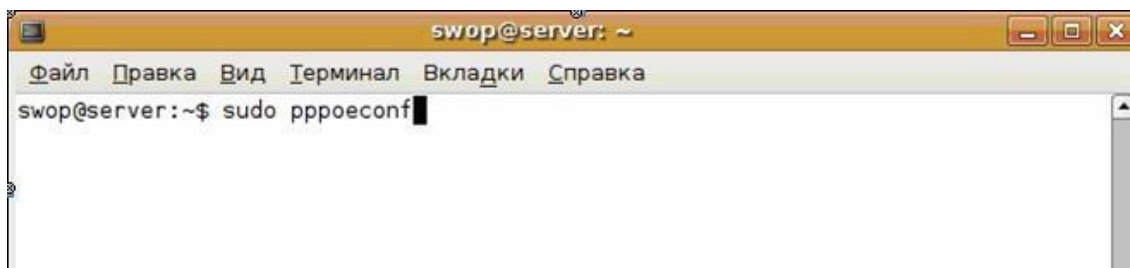 swop@server: ~
Файл Правка Вид Терминал Вкладки Справка
swop@server:~$ sudo pppoeconf